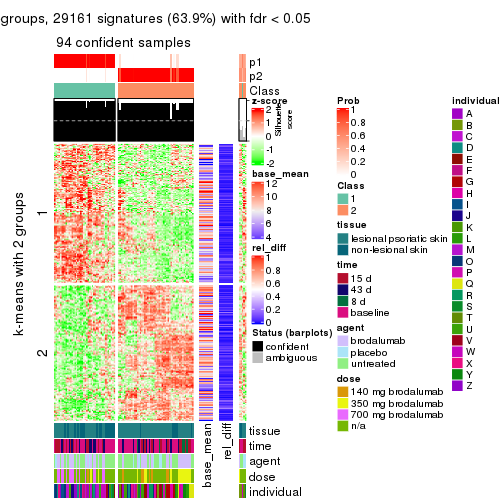 groups, 29161 signatures (63.9%) with fdr < 0.05
94 confident samples
p1
p2
Class
z-score
2
1
0
-1
-2
Silhouette
score
base_mean
12
10
8
6
4
rel_diff
1
0.8
0.6
0.4
0.2
0
Status (barplots)
confident
ambiguous
k-means with 2 groups
1
2
base_mean
rel_diff
tissue
time
agent
dose
individual
Prob
1
0.8
0.6
0.4
0.2
0
Class
1
2
tissue
lesional psoriatic skin
non-lesional skin
time
15 d
43 d
8 d
baseline
agent
brodalumab
placebo
untreated
dose
140 mg brodalumab
350 mg brodalumab
700 mg brodalumab
n/a
individual
A
B
C
D
E
F
G
H
I
J
K
L
M
O
P
Q
R
S
T
U
V
W
X
Y
Z